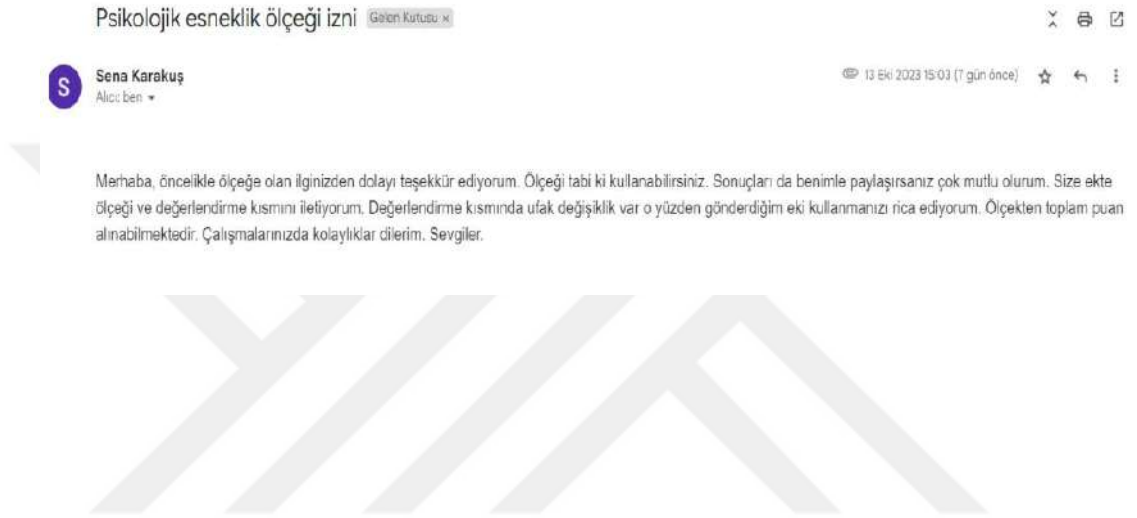 Psikolojik esneklik ölçeği izni Gelen Kutusu ×
S
Sena Karakuş
13 Eki 2023 15:03 (7 gün önce)
Alıcı: ben
Merhaba, öncelikle ölçeğe olan ilginizden dolayı teşekkür ediyorum. Ölçeği tabi ki kullanabilirsiniz. Sonuçları da benimle paylaşırsanız çok mutlu olurum. Size ekte
ölçeği ve değerlendirme kısmını iletiyorum. Değerlendirme kısmında ufak değişiklik var o yüzden gönderdiğim eki kullanmanızı rica ediyorum. Ölçekten toplam puan
alınabilmektedir. Çalışmalarınızda kolaylıklar dilerim. Sevgiler.